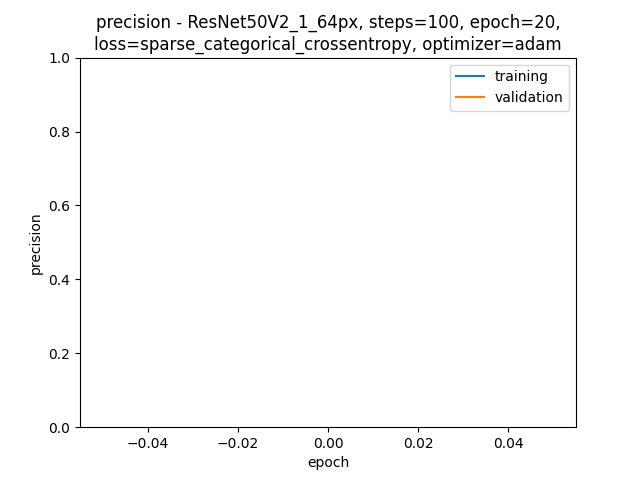 precision - ResNet50V2_1_64px, steps=100, epoch=20,
loss=sparse_categorical_crossentropy, optimizer=adam
training
validation
1.0
0.8
0.6
0.4
0.2
0.0
precision
−0.04
−0.02
0.00
0.02
0.04
epoch